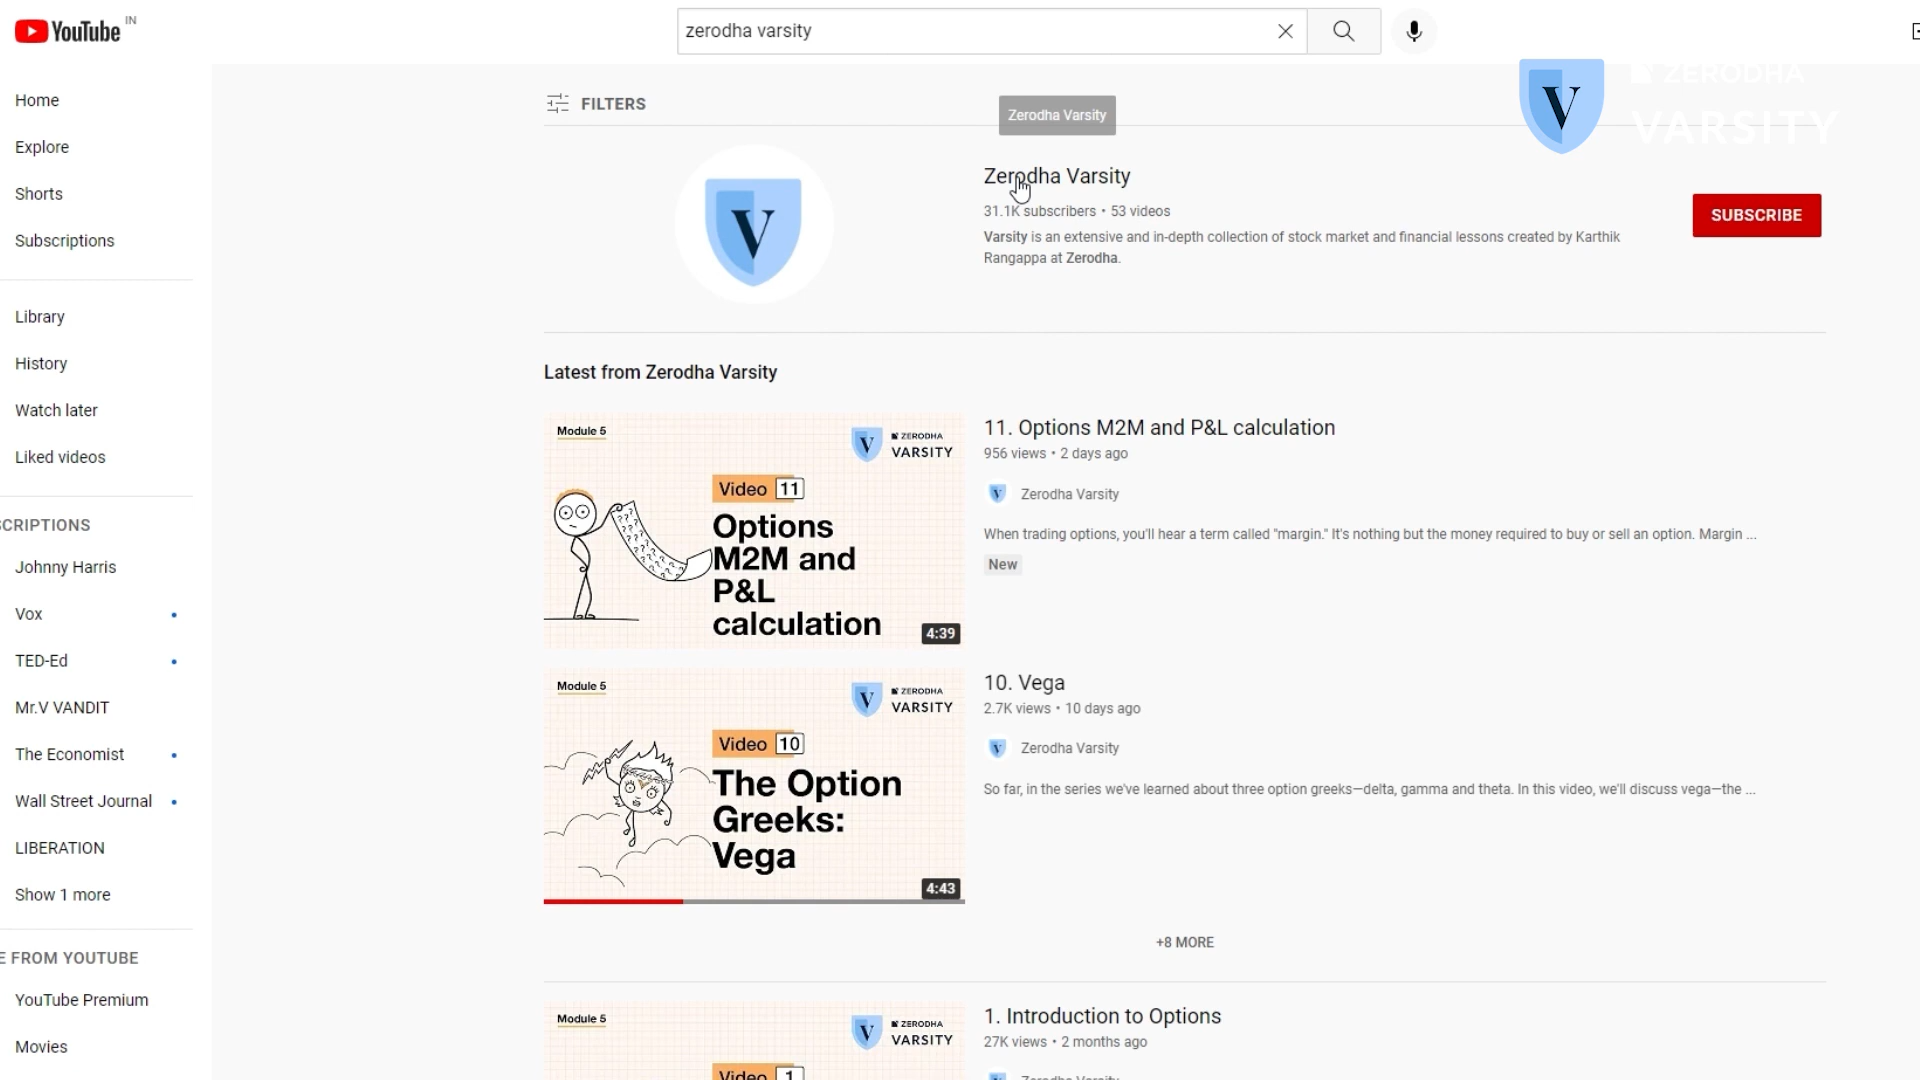 YouTube IN
zerodha varsity
ZERODHA
VARSITY
Home
Explore
Shorts
Subscriptions
Library
History
Watch later
Liked videos
SCRIPTIONS
Johnny Harris
Vox
TED-Ed
Mr.V VANDIT
The Economist
Wall Street Journal
LIBERATION
Show 1 more
E FROM YOUTUBE
YouTube Premium
Movies
FILTERS
Zerodha Varsity
V
Zerodha Varsity
31.1K subscribers • 53 videos
Varsity is an extensive and in-depth collection of stock market and financial lessons created by Karthik
Rangappa at Zerodha.
SUBSCRIBE
Latest from Zerodha Varsity
Module 5
ZERODHA
VARSITY
Video 11
Options
M2M and
P&L
calculation
4:39
11. Options M2M and P&L calculation
956 views • 2 days ago
Zerodha Varsity
When trading options, you'll hear a term called "margin." It's nothing but the money required to buy or sell an option. Margin ...
New
Module 5
ZERODHA
VARSITY
Video 10
The Option
Greeks:
Vega
4:43
10. Vega
2.7K views • 10 days ago
Zerodha Varsity
So far, in the series we've learned about three option greeks—delta, gamma and theta. In this video, we'll discuss vega—the ...
+8 MORE
Module 5
ZERODHA
VARSITY
Video 1
1. Introduction to Options
27K views • 2 months ago
Zerodha Varsity